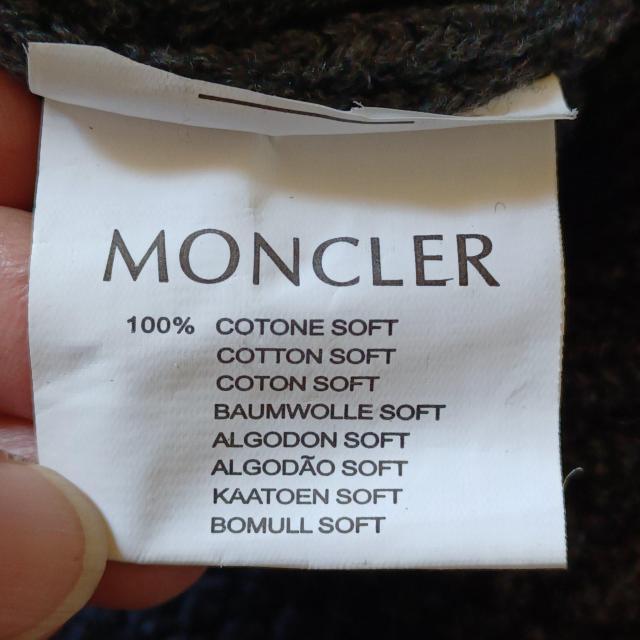 MONCLER
100% COTONE SOFT
COTTON SOFT
COTON SOFT
BAUMWOLLE SOFT
ALGODON SOFT
ALGODÃO SOFT
KAATOEN SOFT
BOMULL SOFT